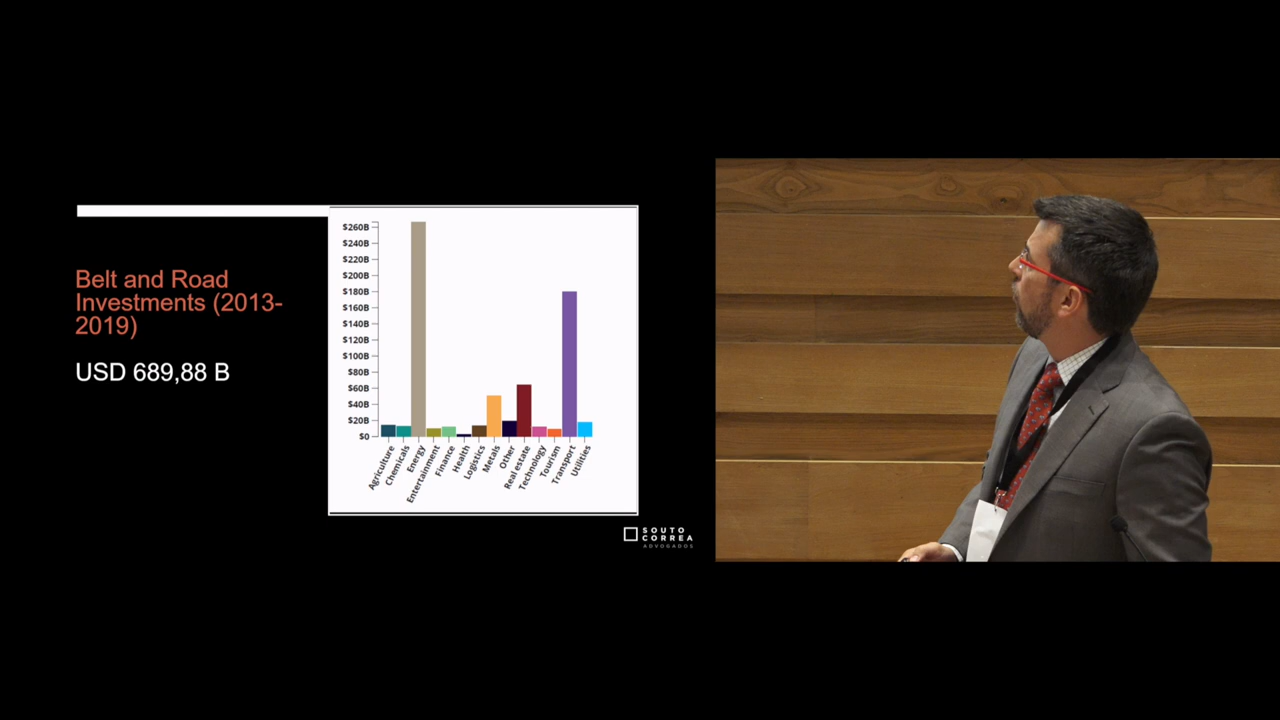 Belt and Road
Investments (2013-
2019)
USD 689,88 B
$260B
$240B
$220B
$200B
$180B
$160B
$140B
$120B
$100B
$80B
$60B
$40B
$20B
$0
Agriculture
Chemicals
Energy
Entertainment
Finance
Health
Logistics
Metals
Other
Real estate
Technology
Tourism
Transport
Utilities
SOUTO
CORREA
ADVOGADOS